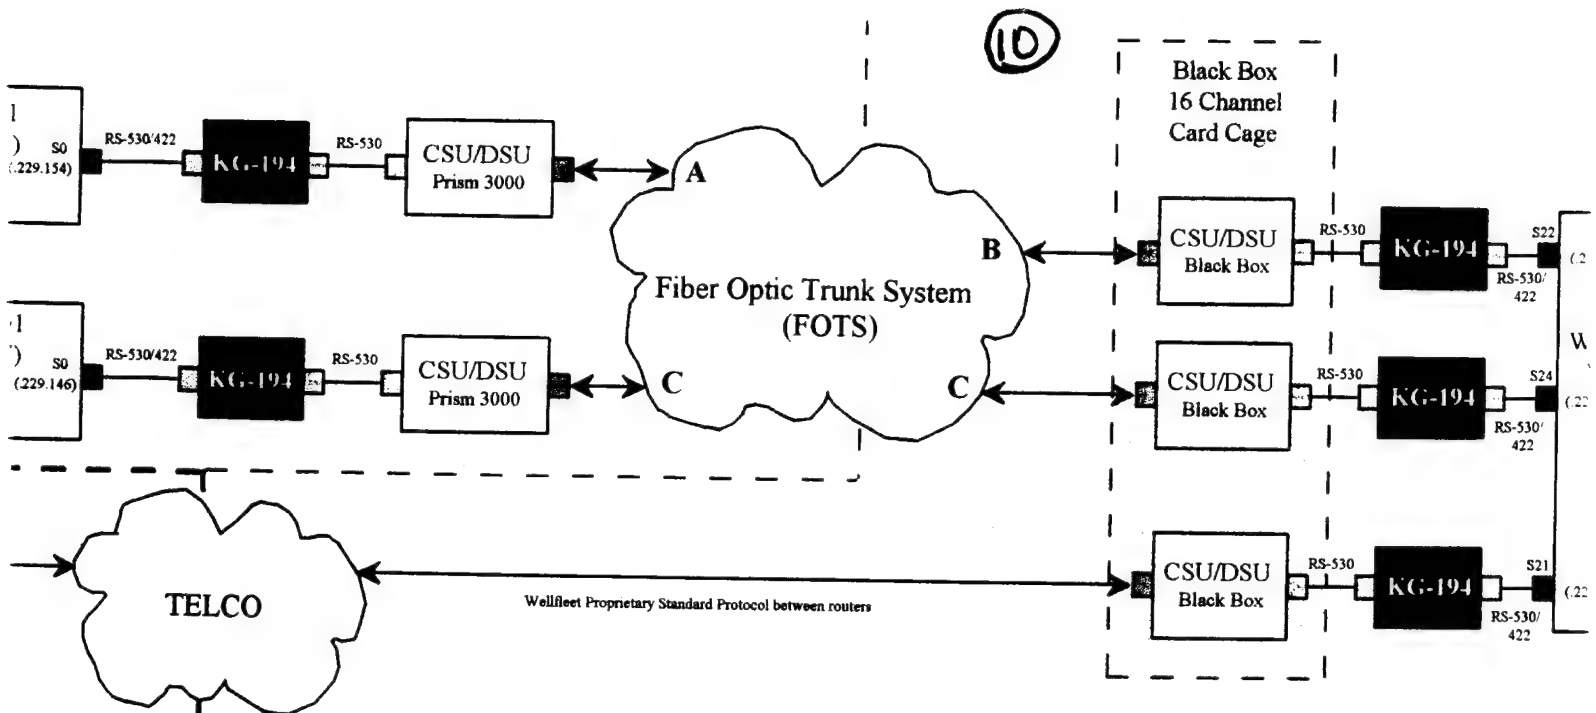 10
Black Box
16 Channel
Card Cage
S0
(.229.154)
RS-530/422
KG-194
RS-530
CSU/DSU
Prism 3000
A
B
CSU/DSU
Black Box
RS-530
KG-194
S22
RS-530/
422
Fiber Optic Trunk System
(FOTS)
S0
(.229.146)
RS-530/422
KG-194
RS-530
CSU/DSU
Prism 3000
C
C
CSU/DSU
Black Box
RS-530
KG-194
S24
RS-530/
422
TELCO
Wellfleet Proprietary Standard Protocol between routers
CSU/DSU
Black Box
RS-530
KG-194
S21
RS-530/
422